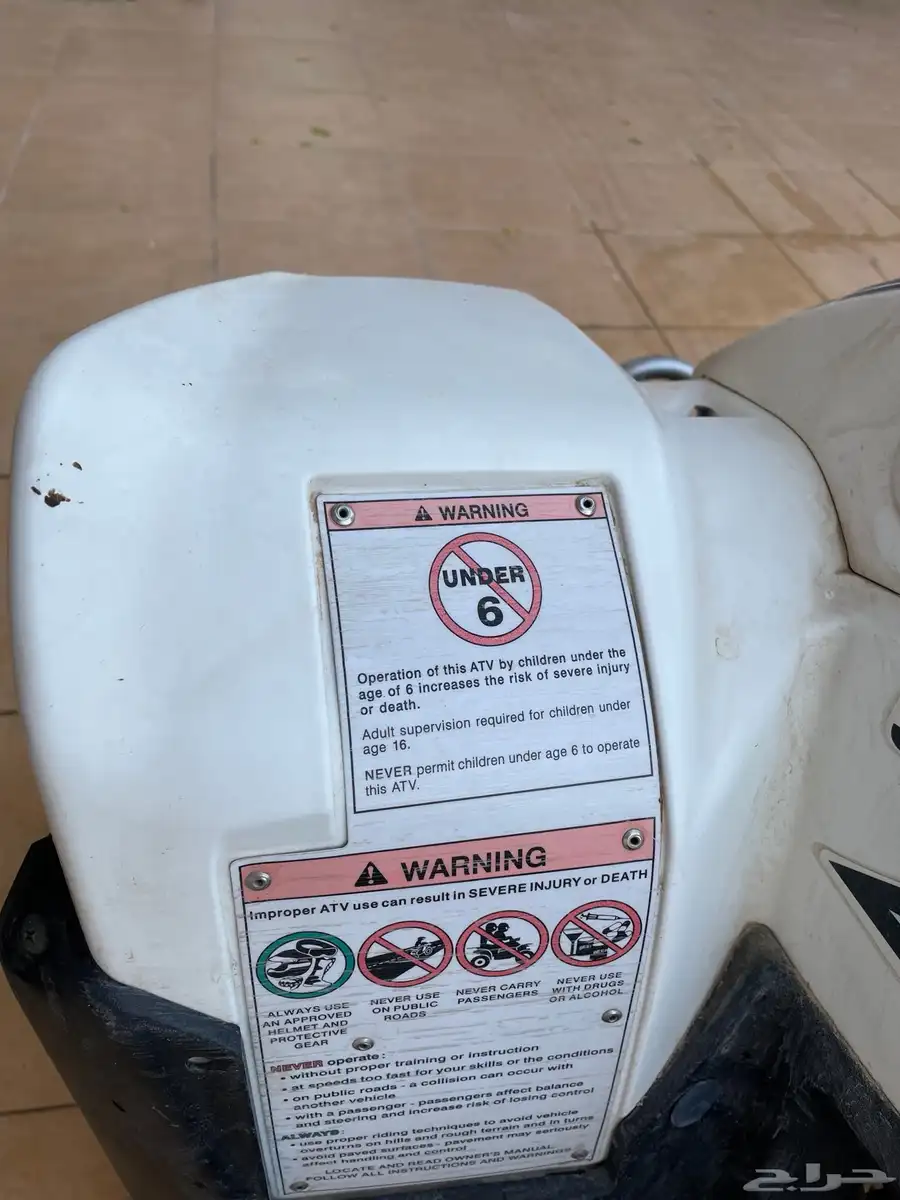 WARNING
UNDER
6
Operation of this ATV by children under the
age of 6 increases the risk of severe injury
or death.
Adult supervision required for children under
age 16.
NEVER permit children under age 6 to operate
this ATV.
WARNING
Improper ATV use can result in SEVERE INJURY or DEATH
ALWAYS USE
AN APPROVED
HELMET AND
PROTECTIVE
GEAR
NEVER USE
ON PUBLIC
ROADS
NEVER CARRY
PASSENGERS
NEVER USE
WITH DRUGS
OR ALCOHOL
NEVER operate:
• without proper training or instruction
• at speeds too fast for your skills or the conditions
• on public roads - a collision can occur with
another vehicle
• with a passenger - passengers affect balance
and steering and increase risk of losing control
ALWAYS:
• use proper riding techniques to avoid vehicle
overturns on hills and rough terrain and in turns
• avoid paved surfaces - pavement may seriously
affect handling and control
LOCATE AND READ OWNER'S MANUAL.
FOLLOW ALL INSTRUCTIONS AND WARNINGS
حراج